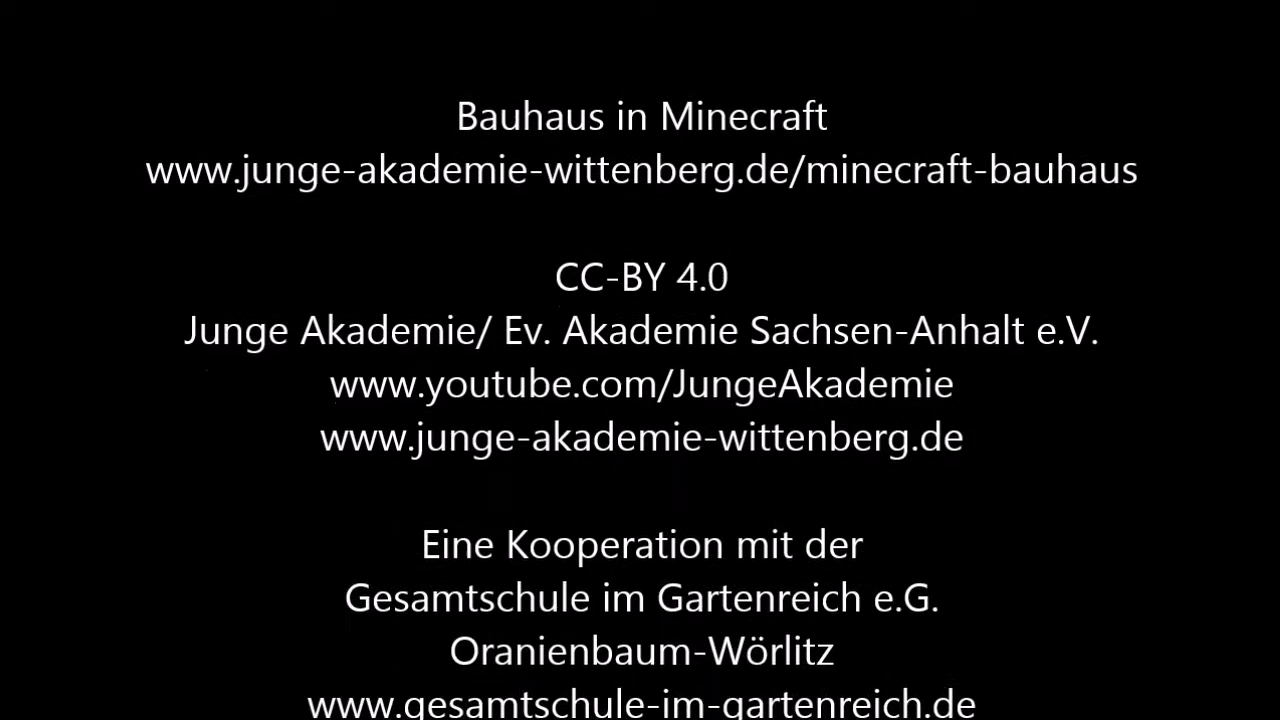 Bauhaus in Minecraft
www.junge-akademie-wittenberg.de/minecraft-bauhaus
CC-BY 4.0
Junge Akademie/ Ev. Akademie Sachsen-Anhalt e.V.
www.youtube.com/JungeAkademie
www.junge-akademie-wittenberg.de
Eine Kooperation mit der
Gesamtschule im Gartenreich e.G.
Oranienbaum-Wörlitz
www.gesamtschule-im-gartenreich.de